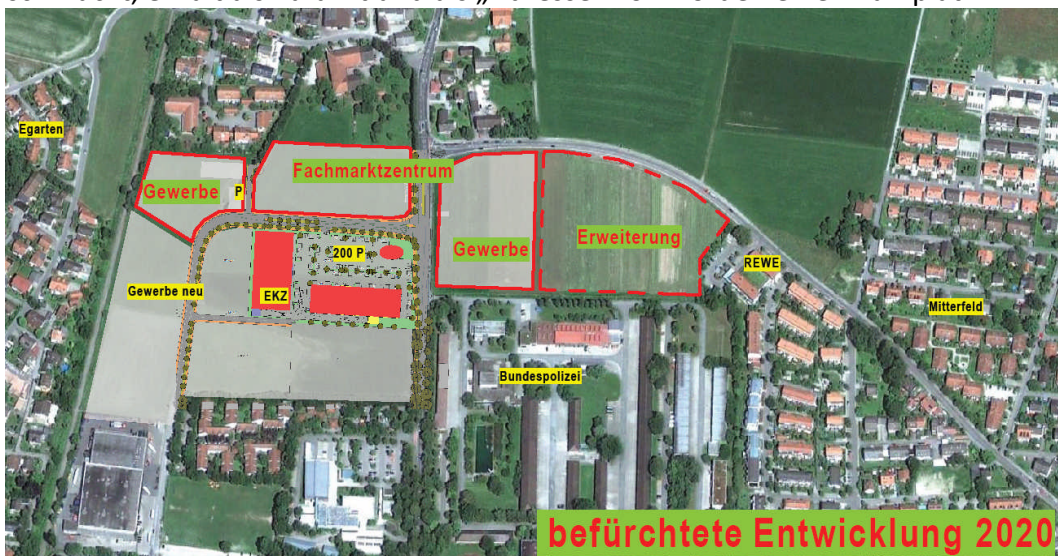 Egarten
Gewerbe
P
Fachmarktzentrum
Gewerbe
Erweiterung
200 P
REWE
Gewerbe neu
EKZ
Mitterfeld
Bundespolizei
befürchtete Entwicklung 2020